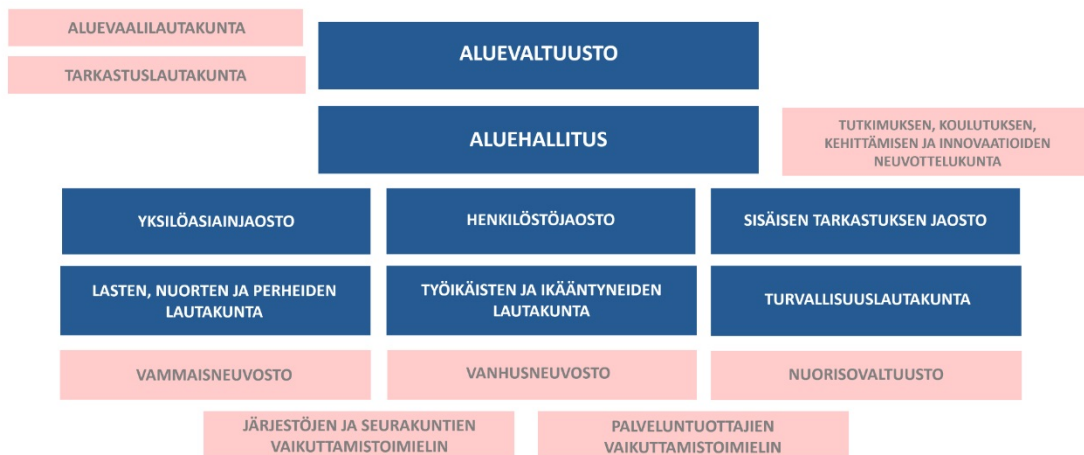 ALUEVAALILAUTAKUNTA
TARKASTUSLAUTAKUNTA
ALUEVALTUUSTO
ALUEHALLITUS
TUTKIMUKSEN, KOULUTUKSEN,
KEHITTÄMISEN JA INNOVAATIOIDEN
NEUVOTTELUKUNTA
YKSILÖASIAINJAOSTO
HENKILÖSTÖJAOSTO
SISÄISEN TARKASTUKSEN JAOSTO
LASTEN, NUORTEN JA PERHEIDEN
LAUTAKUNTA
TYÖIKÄISTEN JA IKÄÄNTYNEIDEN
LAUTAKUNTA
TURVALLISUUSLAUTAKUNTA
VAMMAISNEUVOSTO
VANHUSNEUVOSTO
NUORISOVALTUUSTO
JÄRJESTÖJEN JA SEURAKUNTIEN
VAIKUTTAMISTOIMIELIN
PALVELUNTUOTTAJIEN
VAIKUTTAMISTOIMIELIN